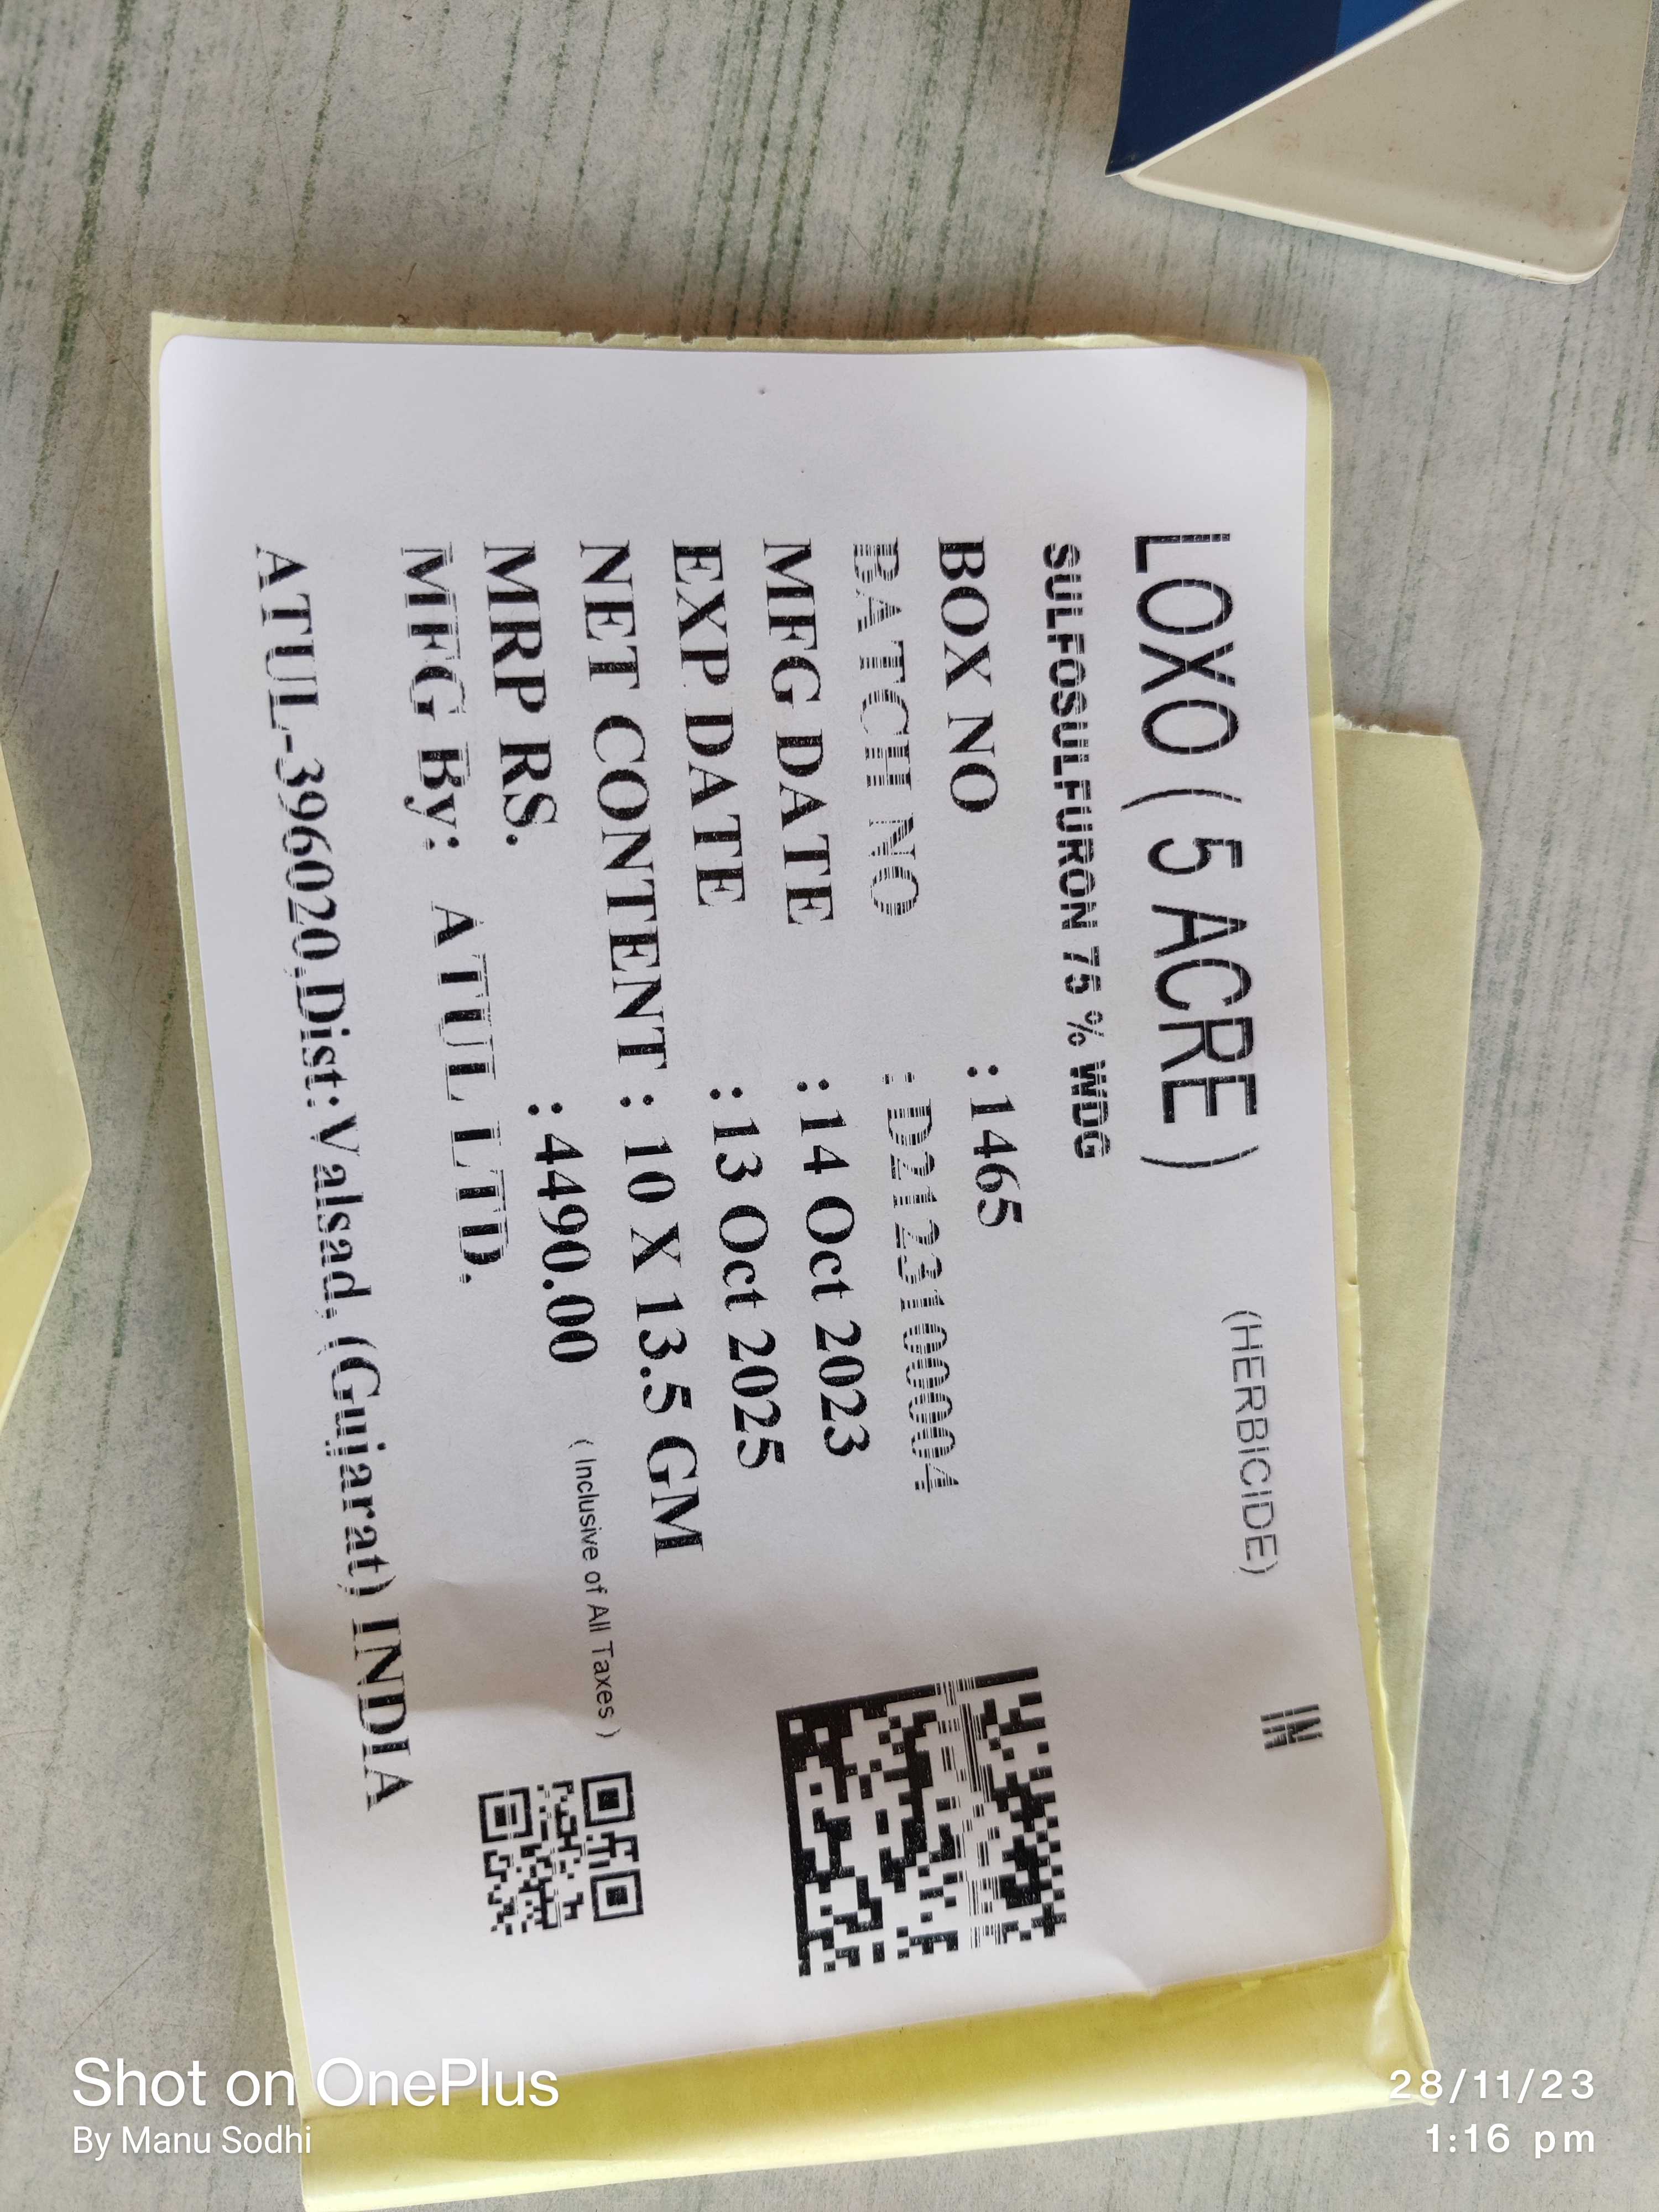 LOXO ( 5 ACRE )
(HERBICIDE)
IN
SULFOSULFURON 75 % WDG
BOX NO : 1465
BATCH NO : D212310004
MFG DATE : 14 Oct 2023
EXP DATE : 13 Oct 2025
NET CONTENT : 10 X 13.5 GM
MRP RS. : 4490.00 ( Inclusive of All Taxes )
MFG By: ATUL LTD.
ATUL-396020,Dist:Valsad, (Gujarat) INDIA
Shot on OnePlus
By Manu Sodhi
28/11/23
1:16 pm